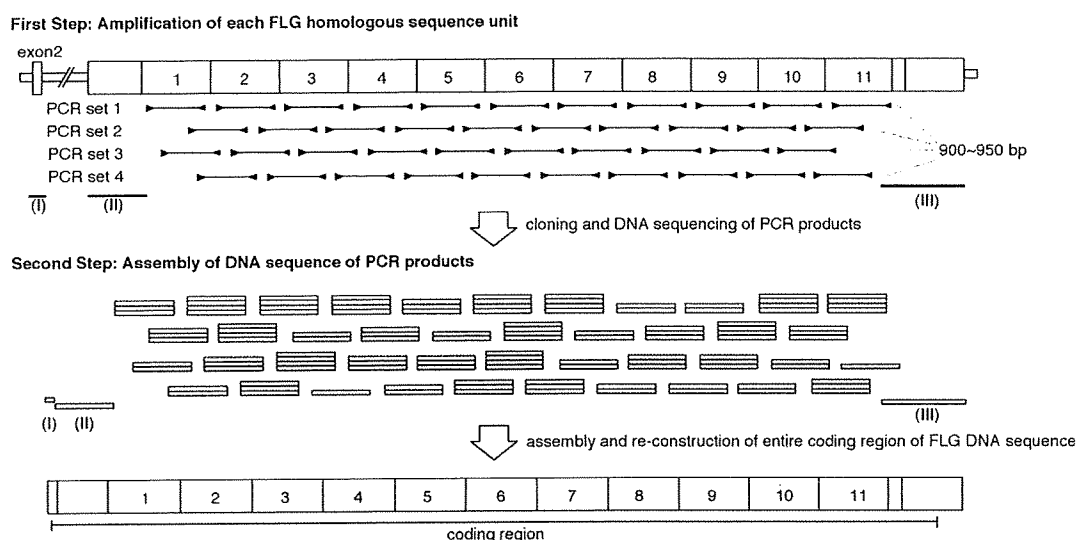 First Step: Amplification of each FLG homologous sequence unit
exon2
1 2 3 4 5 6 7 8 9 10 11
PCR set 1
PCR set 2
PCR set 3
900~950 bp
PCR set 4
(I) (II) (III)
cloning and DNA sequencing of PCR products
Second Step: Assembly of DNA sequence of PCR products
(I) (II) (III)
assembly and re-construction of entire coding region of FLG DNA sequence
1 2 3 4 5 6 7 8 9 10 11
coding region